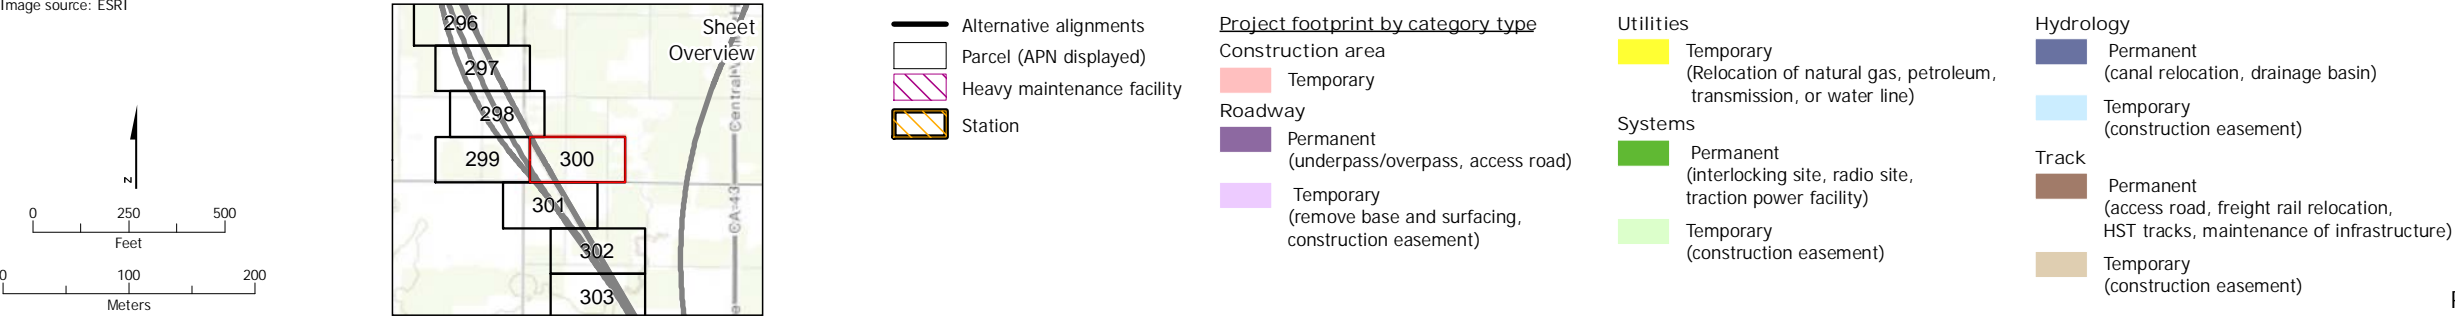 Image source: ESRI
N
0 250 500
Feet
0 100 200
Meters
Sheet
Overview
296
297
298
299 300
301
302
303
CA-43
Alternative alignments
Parcel (APN displayed)
Heavy maintenance facility
Station
Project footprint by category type
Construction area
Temporary
Roadway
Permanent
(underpass/overpass, access road)
Temporary
(remove base and surfacing,
construction easement)
Utilities
Temporary
(Relocation of natural gas, petroleum,
transmission, or water line)
Systems
Permanent
(interlocking site, radio site,
traction power facility)
Temporary
(construction easement)
Hydrology
Permanent
(canal relocation, drainage basin)
Temporary
(construction easement)
Track
Permanent
(access road, freight rail relocation,
HST tracks, maintenance of infrastructure)
Temporary
(construction easement)